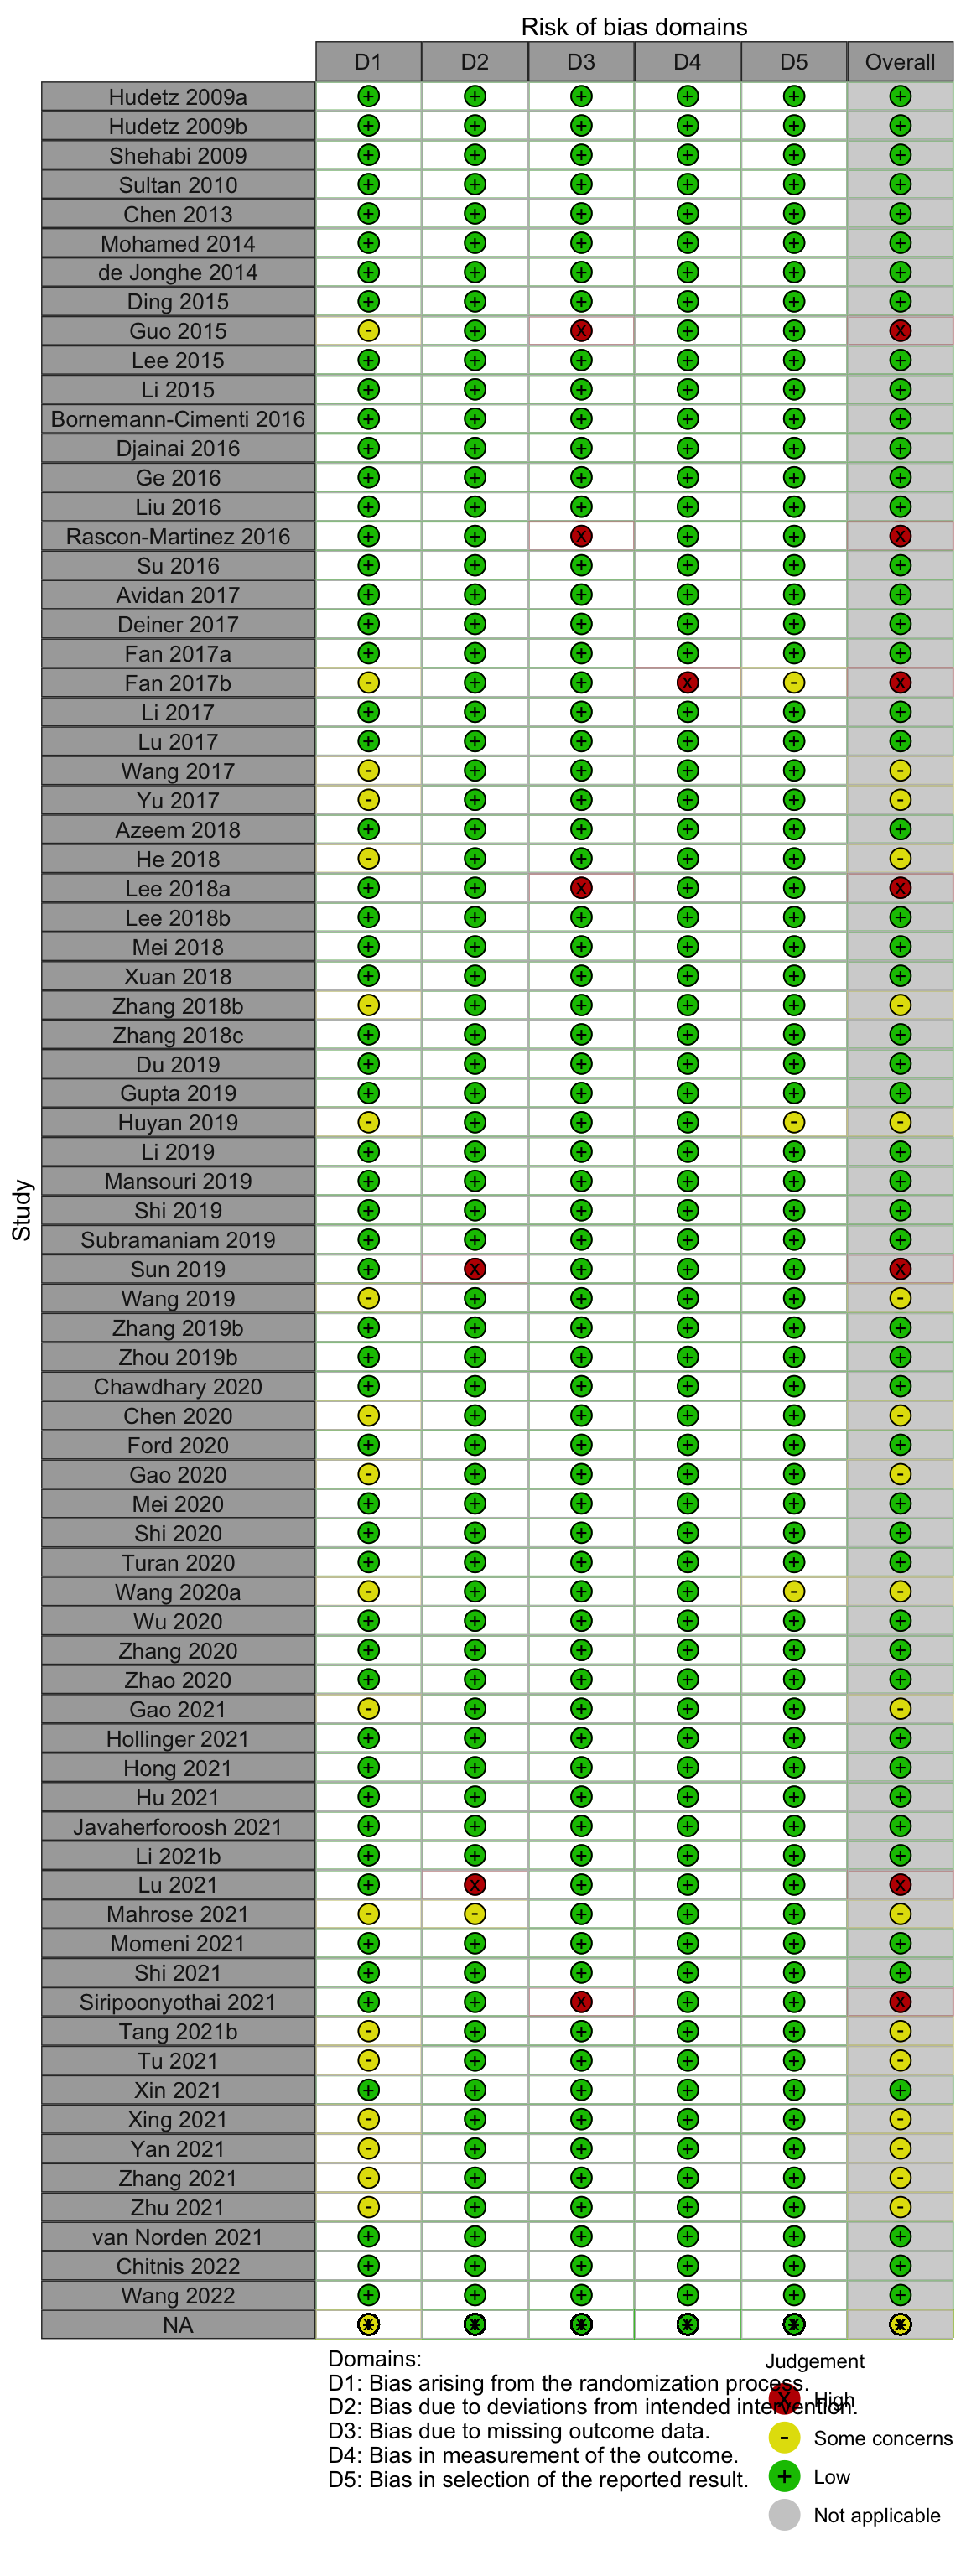 Risk of bias domains
D1 D2 D3 D4 D5 Overall
Hudetz 2009a + + + + + +
Hudetz 2009b + + + + + +
Shehabi 2009 + + + + + +
Sultan 2010 + + + + + +
Chen 2013 + + + + + +
Mohamed 2014 + + + + + +
de Jonghe 2014 + + + + + +
Ding 2015 + + + + + +
Guo 2015 - + X + + X
Lee 2015 + + + + + +
Li 2015 + + + + + +
Bornemann-Cimenti 2016 + + + + + +
Djainai 2016 + + + + + +
Ge 2016 + + + + + +
Liu 2016 + + + + + +
Rascon-Martinez 2016 + + X + + X
Su 2016 + + + + + +
Avidan 2017 + + + + + +
Deiner 2017 + + + + + +
Fan 2017a + + + + + +
Fan 2017b - + + X - X
Li 2017 + + + + + +
Lu 2017 + + + + + +
Wang 2017 - + + + + -
Yu 2017 - + + + + -
Azeem 2018 + + + + + +
He 2018 - + + + + -
Lee 2018a + + X + + X
Lee 2018b + + + + + +
Mei 2018 + + + + + +
Xuan 2018 + + + + + +
Zhang 2018b - + + + + -
Zhang 2018c + + + + + +
Du 2019 + + + + + +
Gupta 2019 + + + + + +
Huyan 2019 - + + + - -
Li 2019 + + + + + +
Mansouri 2019 + + + + + +
Shi 2019 + + + + + +
Study
Subramaniam 2019 + + + + + +
Sun 2019 + X + + + X
Wang 2019 - + + + + -
Zhang 2019b + + + + + +
Zhou 2019b + + + + + +
Chawdhary 2020 + + + + + +
Chen 2020 - + + + + -
Ford 2020 + + + + + +
Gao 2020 - + + + + -
Mei 2020 + + + + + +
Shi 2020 + + + + + +
Turan 2020 + + + + + +
Wang 2020a - + + + - -
Wu 2020 + + + + + +
Zhang 2020 + + + + + +
Zhao 2020 + + + + + +
Gao 2021 - + + + + -
Hollinger 2021 + + + + + +
Hong 2021 + + + + + +
Hu 2021 + + + + + +
Javaherforoosh 2021 + + + + + +
Li 2021b + + + + + +
Lu 2021 + X + + + X
Mahrose 2021 - - + + + -
Momeni 2021 + + + + + +
Shi 2021 + + + + + +
Siripoonyothai 2021 + + X + + X
Tang 2021b - + + + + -
Tu 2021 - + + + + -
Xin 2021 + + + + + +
Xing 2021 - + + + + -
Yan 2021 - + + + + -
Zhang 2021 - + + + + -
Zhu 2021 - + + + + -
van Norden 2021 + + + + + +
Chitnis 2022 + + + + + +
Wang 2022 + + + + + +
NA
Domains:
D1: Bias arising from the randomization process.
D2: Bias due to deviations from intended intervention.
D3: Bias due to missing outcome data.
D4: Bias in measurement of the outcome.
D5: Bias in selection of the reported result.
Judgement
X High
- Some concerns
+ Low
Not applicable